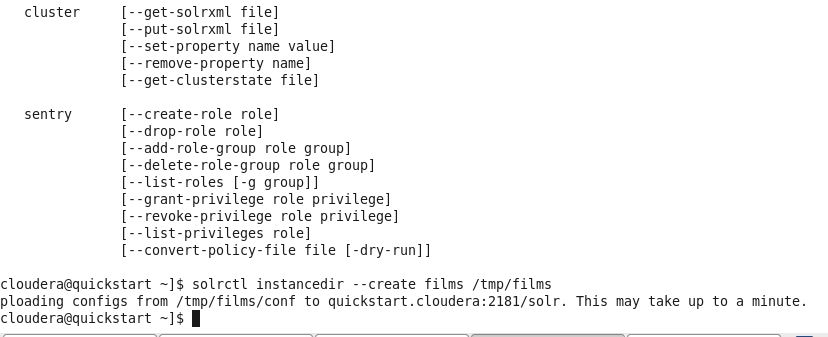 cluster [--get-solrxml file]
[--put-solrxml file]
[--set-property name value]
[--remove-property name]
[--get-clusterstate file]
sentry [--create-role role]
[--drop-role role]
[--add-role-group role group]
[--delete-role-group role group]
[--list-roles [-g group]]
[--grant-privilege role privilege]
[--revoke-privilege role privilege]
[--list-privileges role]
[--convert-policy-file file [-dry-run]]
cloudera@quickstart ~]$ solrctl instancedir --create films /tmp/films
ploading configs from /tmp/films/conf to quickstart.cloudera:2181/solr. This may take up to a minute.
cloudera@quickstart ~]$